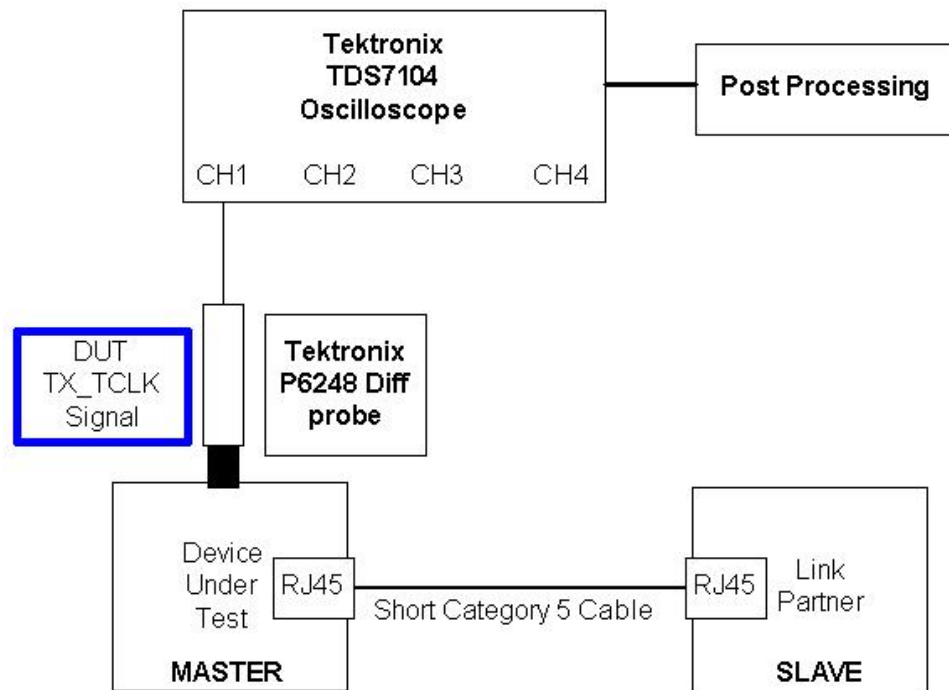 Tektronix
TDS7104
Oscilloscope
CH1 CH2 CH3 CH4
Post Processing
DUT
TX_TCLK
Signal
Tektronix
P6248 Diff
probe
Device
Under
Test
RJ45
MASTER
Short Category 5 Cable
RJ45
Link
Partner
SLAVE